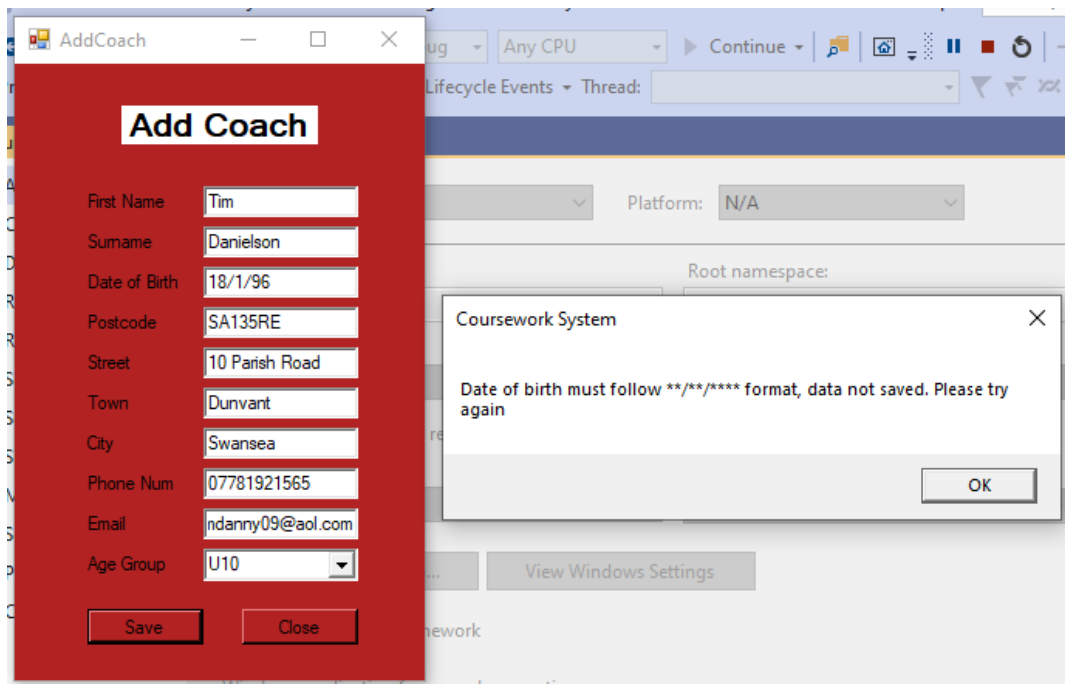 AddCoach
ug
Any CPU
Continue
Lifecycle Events
Thread:
Add Coach
First Name
Tim
Surname
Danielson
Date of Birth
18/1/96
Postcode
SA135RE
Street
10 Parish Road
Town
Dunvant
City
Swansea
Phone Num
07781921565
Email
ndanny09@aol.com
Age Group
U10
Save
Close
Platform:
N/A
Root namespace:
Coursework System
Date of birth must follow **/**/**** format, data not saved. Please try
again
OK
re
...
View Windows Settings
nework